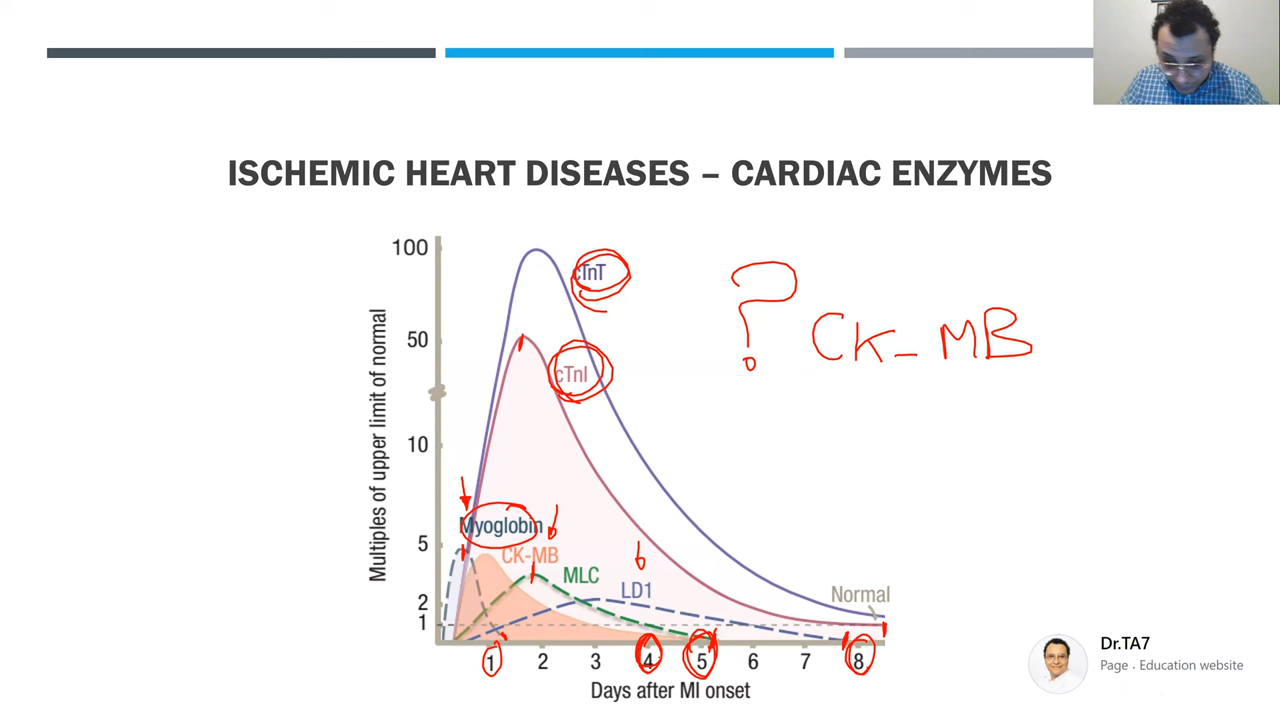 ISCHEMIC HEART DISEASES – CARDIAC ENZYMES
Multiples of upper limit of normal
100
50
10
5
2
1
cTnT
cTnI
Myoglobin
CK-MB
MLC
LD1
Normal
? CK-MB
1 2 3 4 5 6 7 8
Days after MI onset
Dr.TA7
Page · Education website